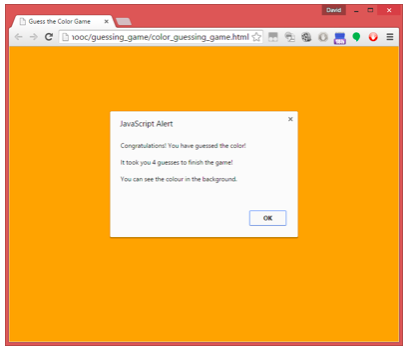 David
Guess the Color Game
ooc/guessing_game/color_guessing_game.html
JavaScript Alert
Congratulations! You have guessed the color!
It took you 4 guesses to finish the game!
You can see the colour in the background.
OK